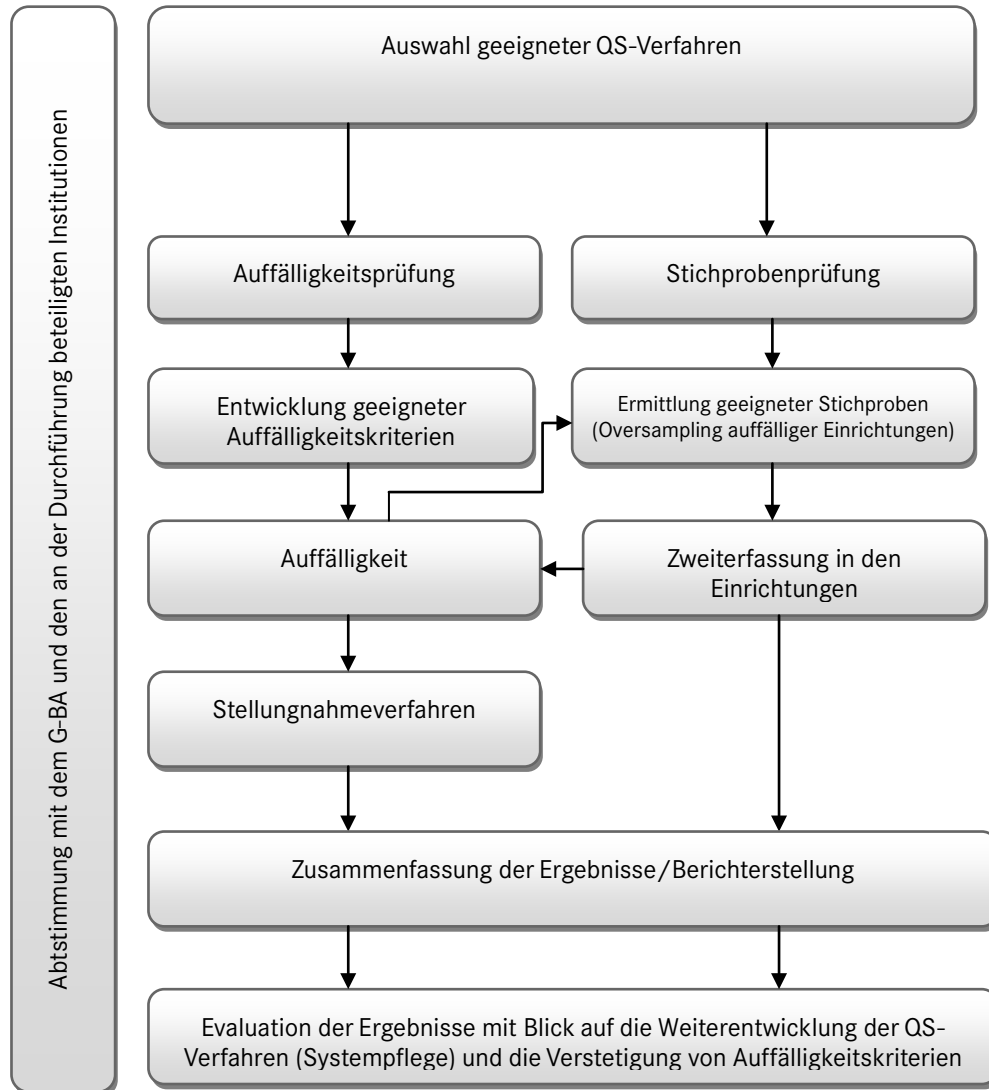 Abtstimmung mit dem G-BA und den an der Durchführung beteiligten Institutionen
Auswahl geeigneter QS-Verfahren
Auffälligkeitsprüfung
Stichprobenprüfung
Entwicklung geeigneter
Auffälligkeitskriterien
Ermittlung geeigneter Stichproben
(Oversampling auffälliger Einrichtungen)
Auffälligkeit
Zweiterfassung in den
Einrichtungen
Stellungnahmeverfahren
Zusammenfassung der Ergebnisse/Berichterstellung
Evaluation der Ergebnisse mit Blick auf die Weiterentwicklung der QS-
Verfahren (Systempflege) und die Verstetigung von Auffälligkeitskriterien